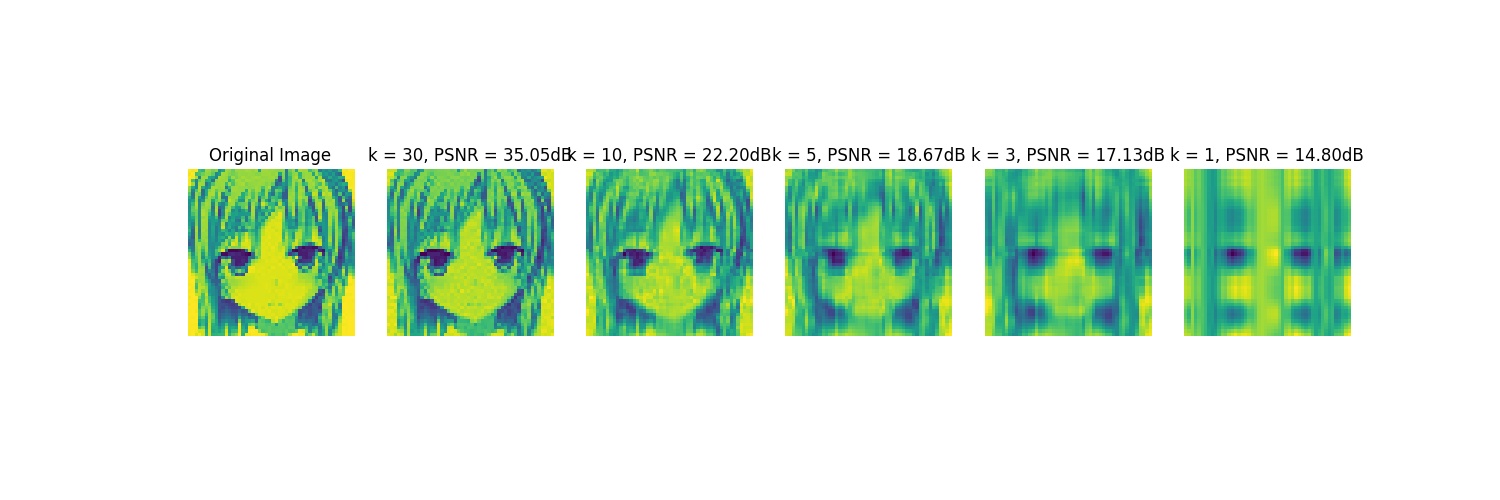 Original Image
k = 30, PSNR = 35.05dB
k = 10, PSNR = 22.20dB
k = 5, PSNR = 18.67dB
k = 3, PSNR = 17.13dB
k = 1, PSNR = 14.80dB